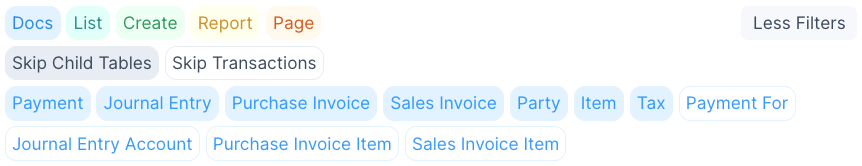 Docs List Create Report Page Less Filters
Skip Child Tables Skip Transactions
Payment Journal Entry Purchase Invoice Sales Invoice Party Item Tax Payment For
Journal Entry Account Purchase Invoice Item Sales Invoice Item